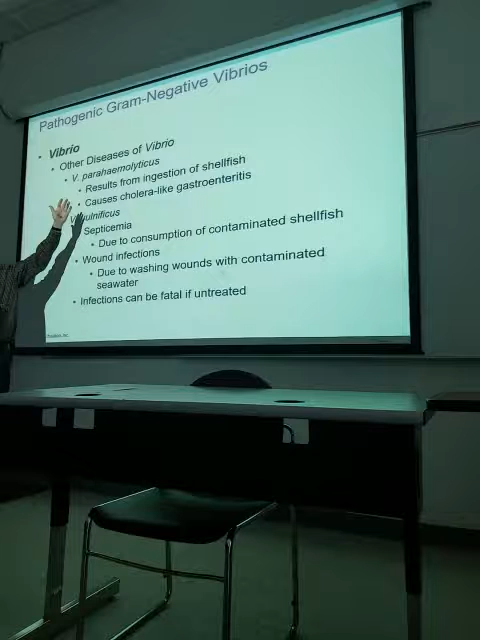 Pathogenic Gram-Negative Vibrios
• Vibrio
• Other Diseases of Vibrio
• V. parahaemolyticus
• Results from ingestion of shellfish
• Causes cholera-like gastroenteritis
vulnificus
Septicemia
• Due to consumption of contaminated shellfish
• Wound infections
• Due to washing wounds with contaminated
seawater
• Infections can be fatal if untreated